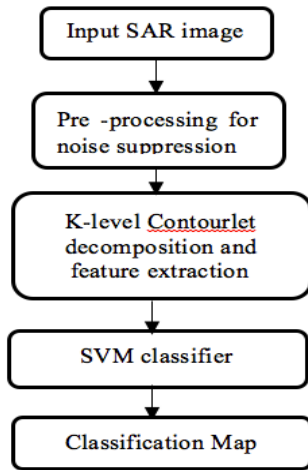 Input SAR image
Pre -processing for
noise suppression
K-level Contourlet
decomposition and
feature extraction
SVM classifier
Classification Map